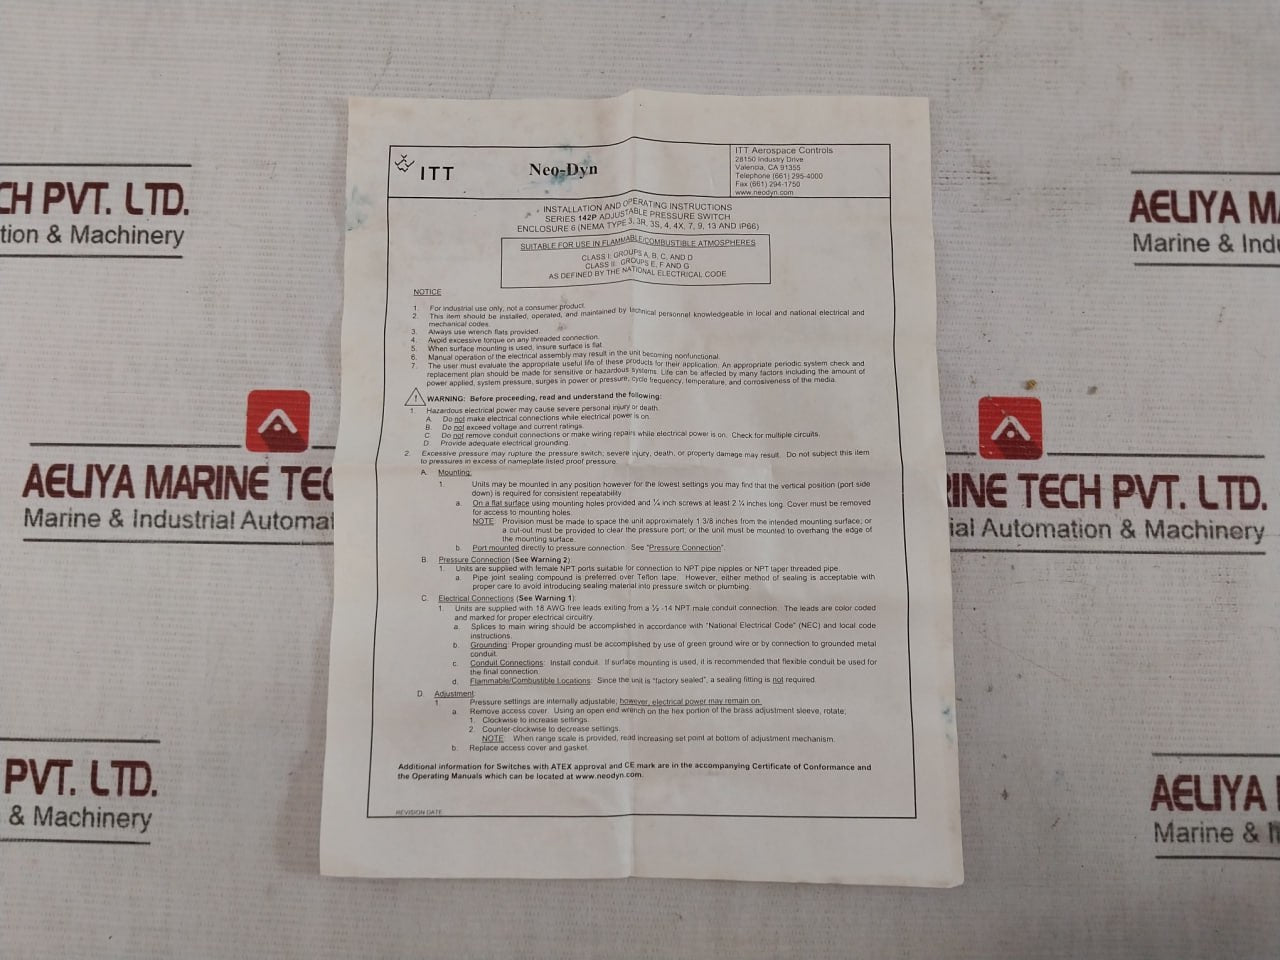 CH PVT. LTD.
tion & Machinery
AELIYA MA
Marine & Indu
AELIYA MARINE TEC
Marine & Industrial Automa
RINE TECH PVT. LTD.
ial Automation & Machinery
PVT. LTD.
& Machinery
AELIYA
Marine & I
ITT
Neo-Dyn
ITT Aerospace Controls
28150 Industry Drive
Valencia, CA 91355
Telephone (661) 295-4000
Fax (661) 294-1750
www.neodyn.com
INSTALLATION AND OPERATING INSTRUCTIONS
SERIES 142P ADJUSTABLE PRESSURE SWITCH
ENCLOSURE 6 (NEMA TYPE 3, 3R, 3S, 4, 4X, 7, 9, 13 AND IP66)
SUITABLE FOR USE IN FLAMMABLE/COMBUSTIBLE ATMOSPHERES
CLASS I: GROUPS A, B, C, AND D
CLASS II: GROUPS E, F AND G
AS DEFINED BY THE NATIONAL ELECTRICAL CODE
NOTICE
1. For industrial use only, not a consumer product.
2. This item should be installed, operated, and maintained by technical personnel knowledgeable in local and national electrical and
mechanical codes.
3. Always use wrench flats provided.
4. Avoid excessive torque on any threaded connection.
5. When surface mounting is used, insure surface is flat.
6. Manual operation of the electrical assembly may result in the unit becoming nonfunctional.
7. The user must evaluate the appropriate useful life of these products for their application. An appropriate periodic system check and
replacement plan should be made for sensitive or hazardous systems. Life can be affected by many factors including the amount of
power applied, system pressure, surges in power or pressure, cycle frequency, temperature, and corrosiveness of the media.
! WARNING: Before proceeding, read and understand the following:
1. Hazardous electrical power may cause severe personal injury or death.
A. Do not make electrical connections while electrical power is on.
B. Do not exceed voltage and current ratings.
C. Do not remove conduit connections or make wiring repairs while electrical power is on. Check for multiple circuits.
D. Provide adequate electrical grounding.
2. Excessive pressure may rupture the pressure switch; severe injury, death, or property damage may result. Do not subject this item
to pressures in excess of nameplate listed proof pressure.
A. Mounting:
1. Units may be mounted in any position however for the lowest settings you may find that the vertical position (port side
down) is required for consistent repeatability
a. On a flat surface using mounting holes provided and ¼ inch screws at least 2 ¼ inches long. Cover must be removed
for access to mounting holes.
NOTE: Provision must be made to space the unit approximately 1 3/8 inches from the intended mounting surface; or
a cut-out must be provided to clear the pressure port; or the unit must be mounted to overhang the edge of
the mounting surface.
b. Port mounted directly to pressure connection. See "Pressure Connection".
B. Pressure Connection (See Warning 2):
1. Units are supplied with female NPT ports suitable for connection to NPT pipe nipples or NPT taper threaded pipe.
a. Pipe joint sealing compound is preferred over Teflon tape. However, either method of sealing is acceptable with
proper care to avoid introducing sealing material into pressure switch or plumbing.
C. Electrical Connections (See Warning 1):
1. Units are supplied with 18 AWG free leads exiting from a ½ -14 NPT male conduit connection. The leads are color coded
and marked for proper electrical circuitry.
a. Splices to main wiring should be accomplished in accordance with "National Electrical Code" (NEC) and local code
instructions.
b. Grounding: Proper grounding must be accomplished by use of green ground wire or by connection to grounded metal
conduit.
c. Conduit Connections: Install conduit. If surface mounting is used, it is recommended that flexible conduit be used for
the final connection.
d. Flammable/Combustible Locations: Since the unit is "factory sealed", a sealing fitting is not required.
D. Adjustment:
1. Pressure settings are internally adjustable, however, electrical power may remain on.
a. Remove access cover. Using an open end wrench on the hex portion of the brass adjustment sleeve, rotate;
1. Clockwise to increase settings.
2. Counter-clockwise to decrease settings.
NOTE: When range scale is provided, read increasing set point at bottom of adjustment mechanism.
b. Replace access cover and gasket.
Additional information for Switches with ATEX approval and CE mark are in the accompanying Certificate of Conformance and
the Operating Manuals which can be located at www.neodyn.com.
REVISION DATE: